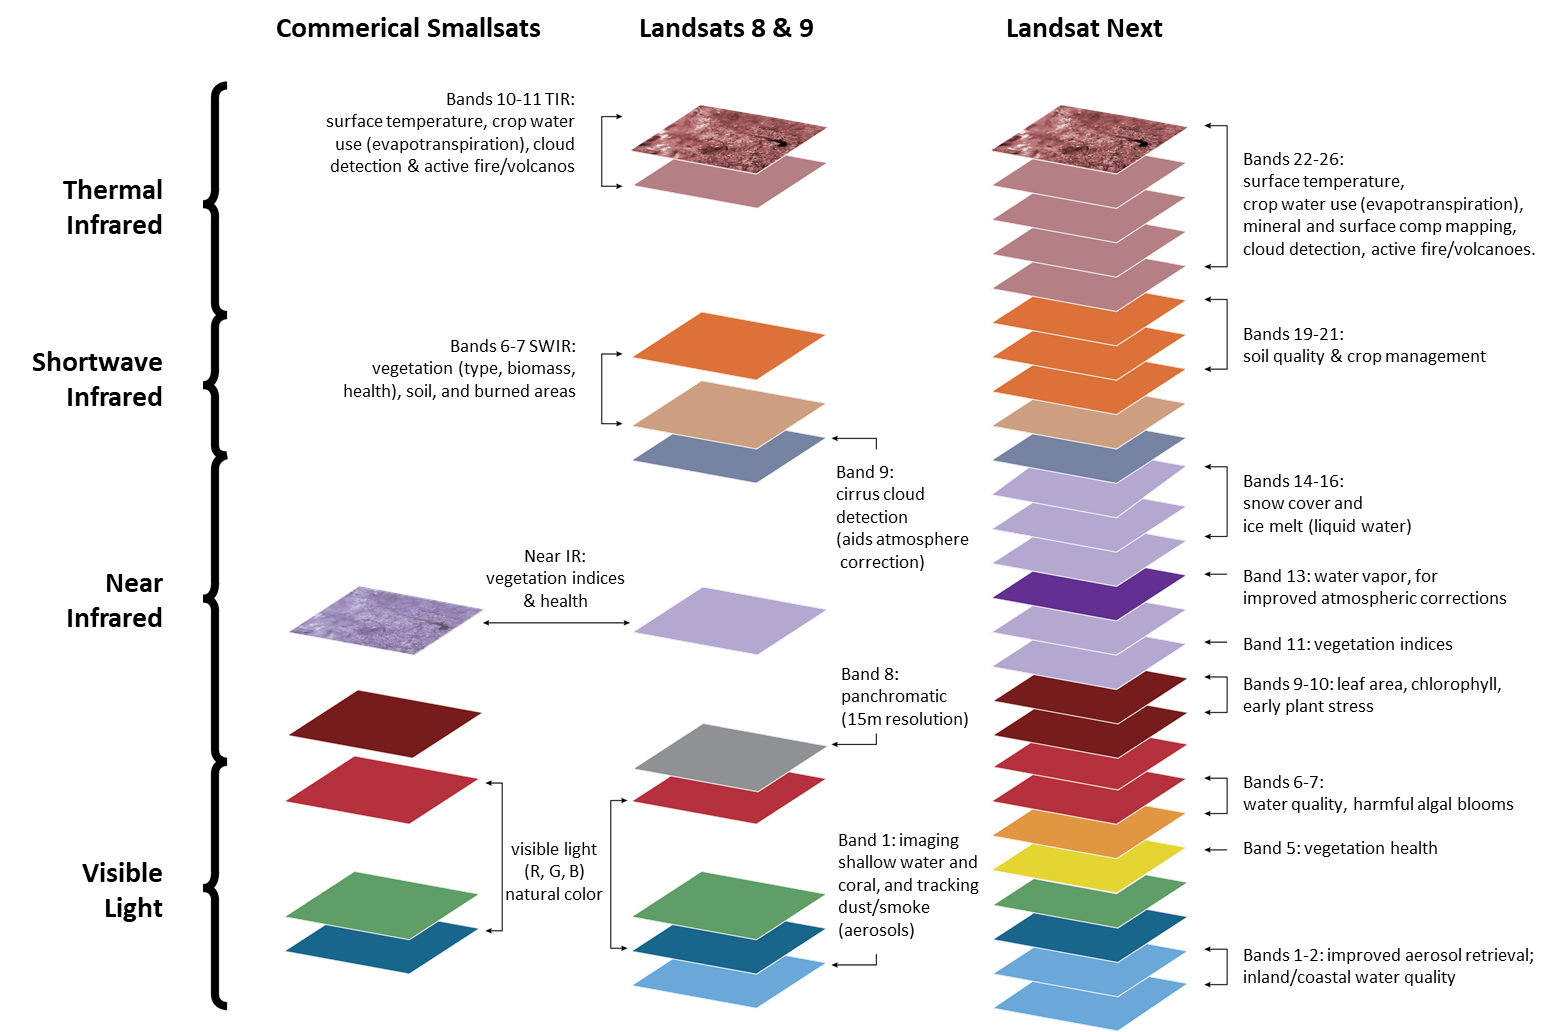 Commerical Smallsats
Landsats 8 & 9
Landsat Next
Thermal
Infrared
Shortwave
Infrared
Near
Infrared
Visible
Light
Bands 10-11 TIR:
surface temperature, crop water
use (evapotranspiration), cloud
detection & active fire/volcanos
Bands 6-7 SWIR:
vegetation (type, biomass,
health), soil, and burned areas
Near IR:
vegetation indices
& health
visible light
(R, G, B)
natural color
Band 9:
cirrus cloud
detection
(aids atmosphere
correction)
Band 8:
panchromatic
(15m resolution)
Band 1: imaging
shallow water and
coral, and tracking
dust/smoke
(aerosols)
Bands 22-26:
surface temperature,
crop water use (evapotranspiration),
mineral and surface comp mapping,
cloud detection, active fire/volcanoes.
Bands 19-21:
soil quality & crop management
Bands 14-16:
snow cover and
ice melt (liquid water)
Band 13: water vapor, for
improved atmospheric corrections
Band 11: vegetation indices
Bands 9-10: leaf area, chlorophyll,
early plant stress
Bands 6-7:
water quality, harmful algal blooms
Band 5: vegetation health
Bands 1-2: improved aerosol retrieval;
inland/coastal water quality